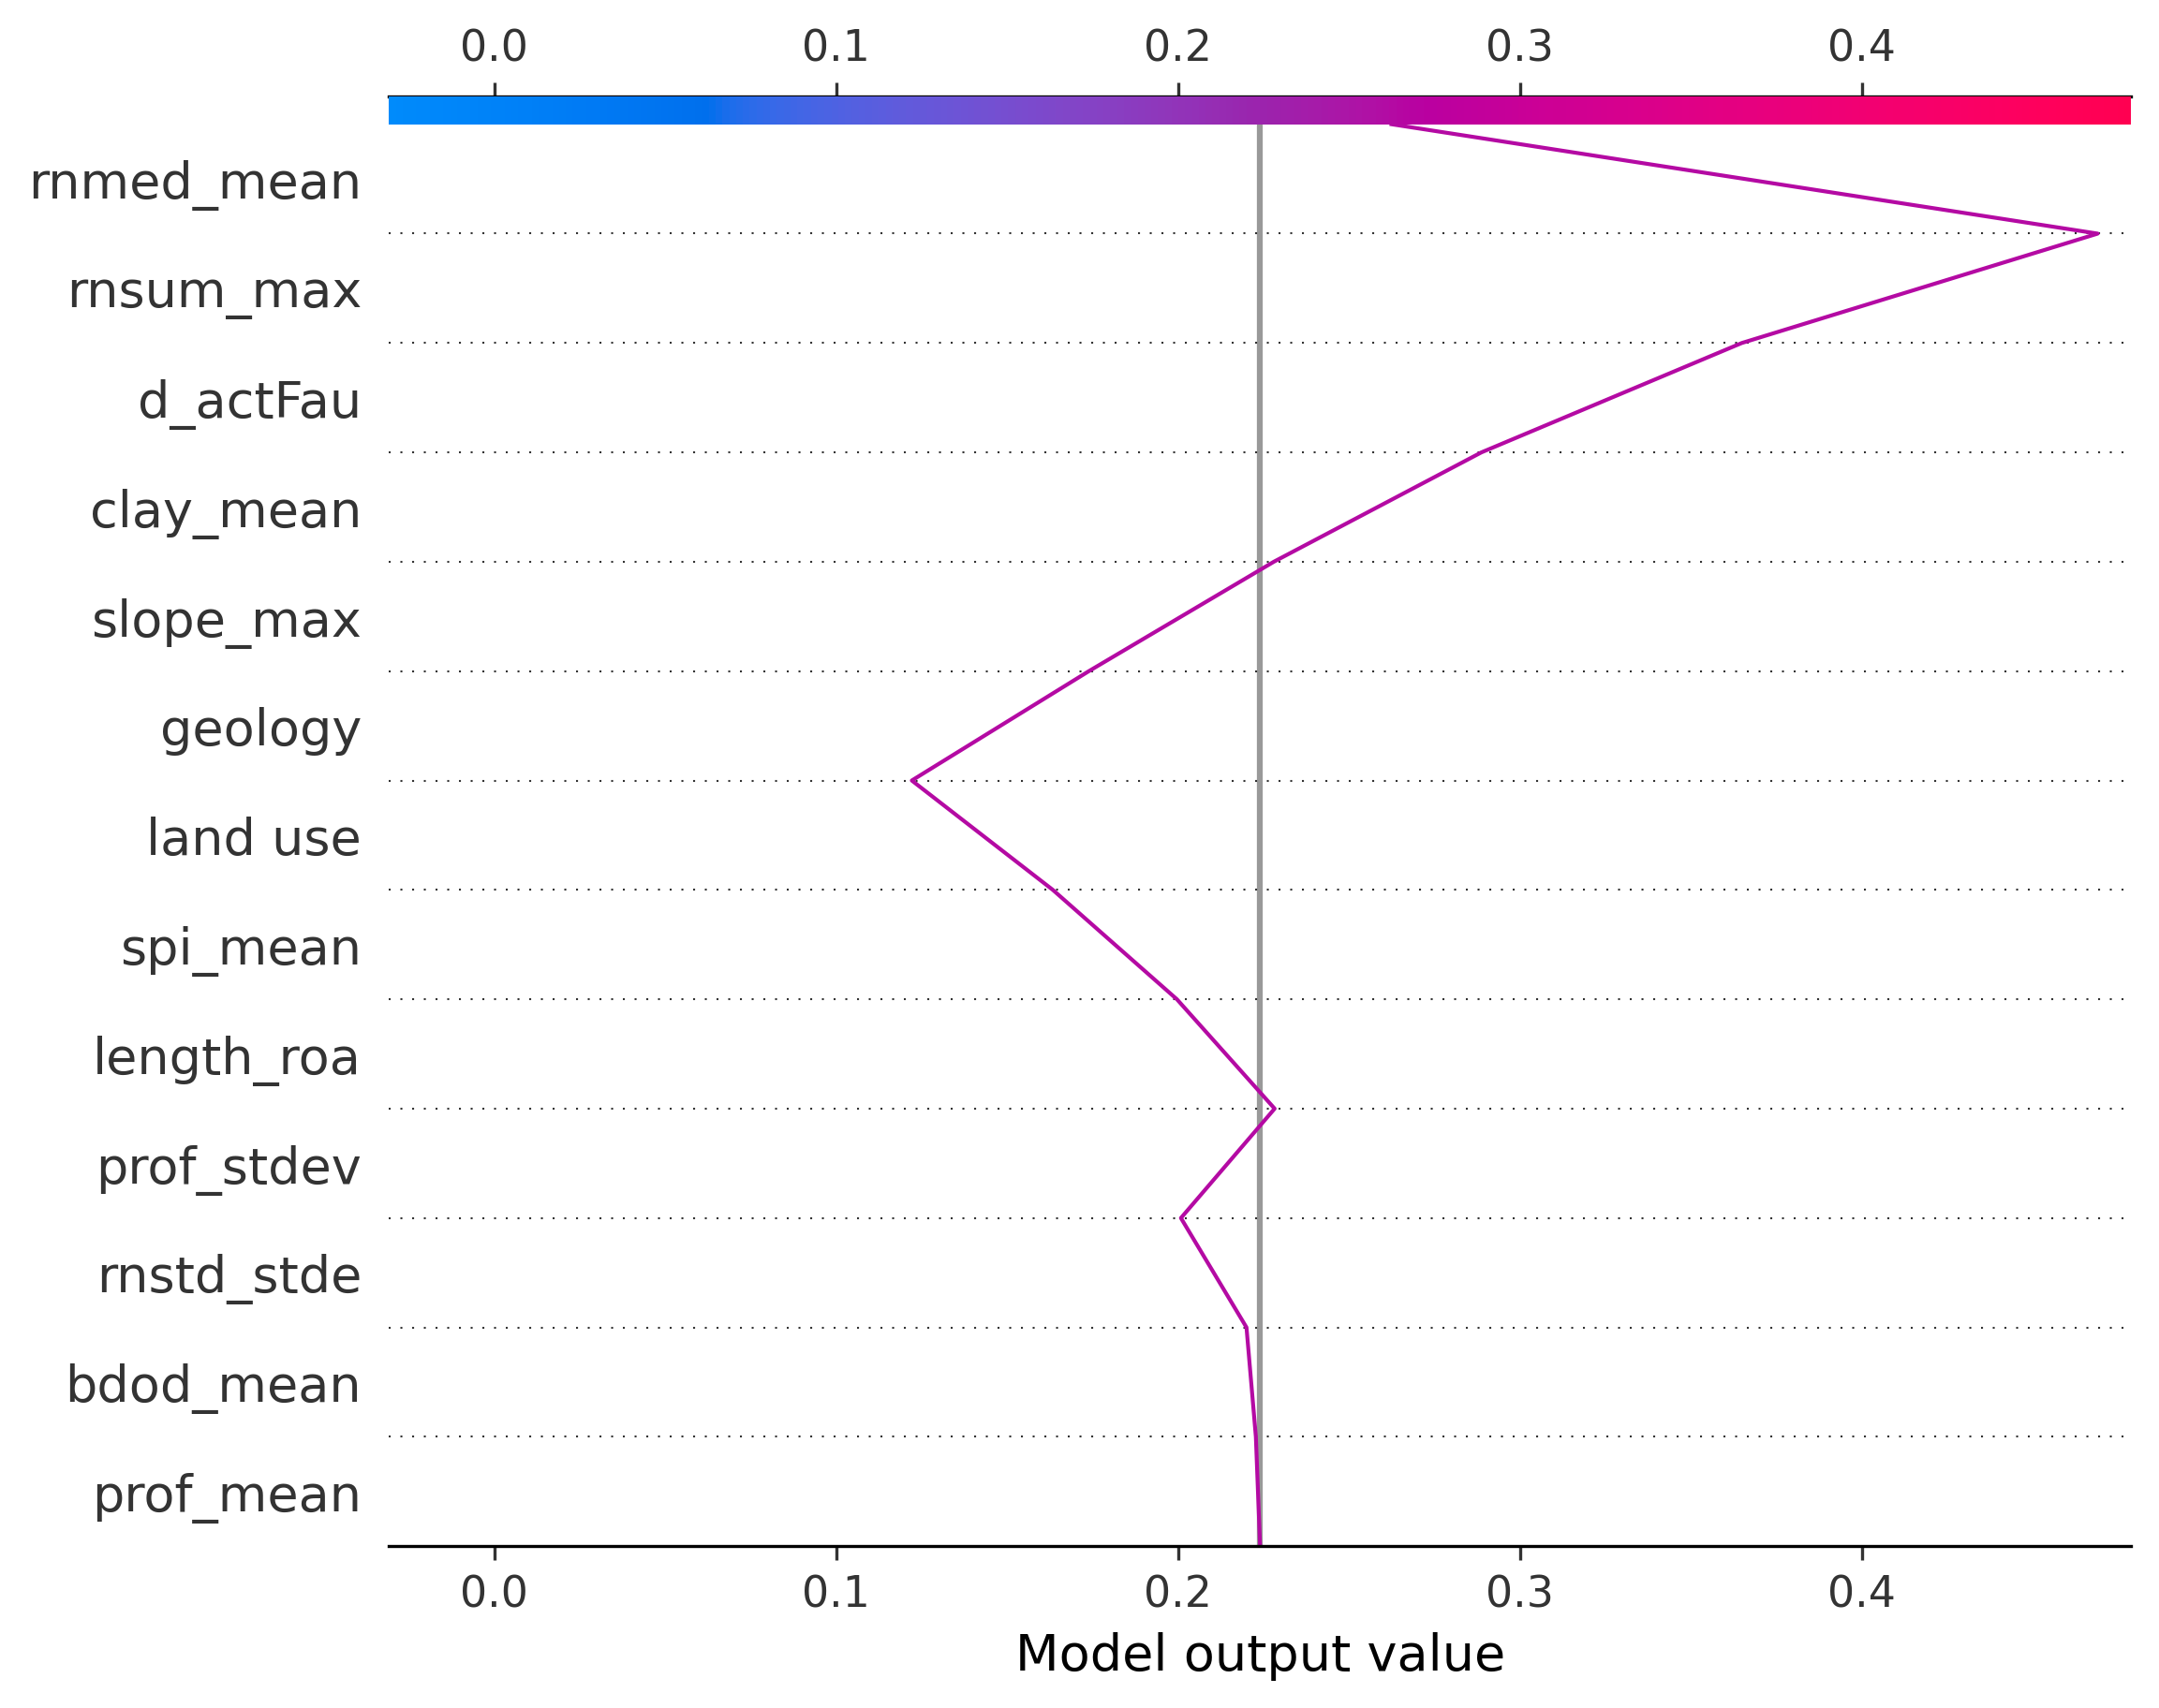 0.0 0.1 0.2 0.3 0.4
rnmed_mean
rnsum_max
d_actFau
clay_mean
slope_max
geology
land use
spi_mean
length_roa
prof_stdev
rnstd_stde
bdod_mean
prof_mean
0.0 0.1 0.2 0.3 0.4
Model output value